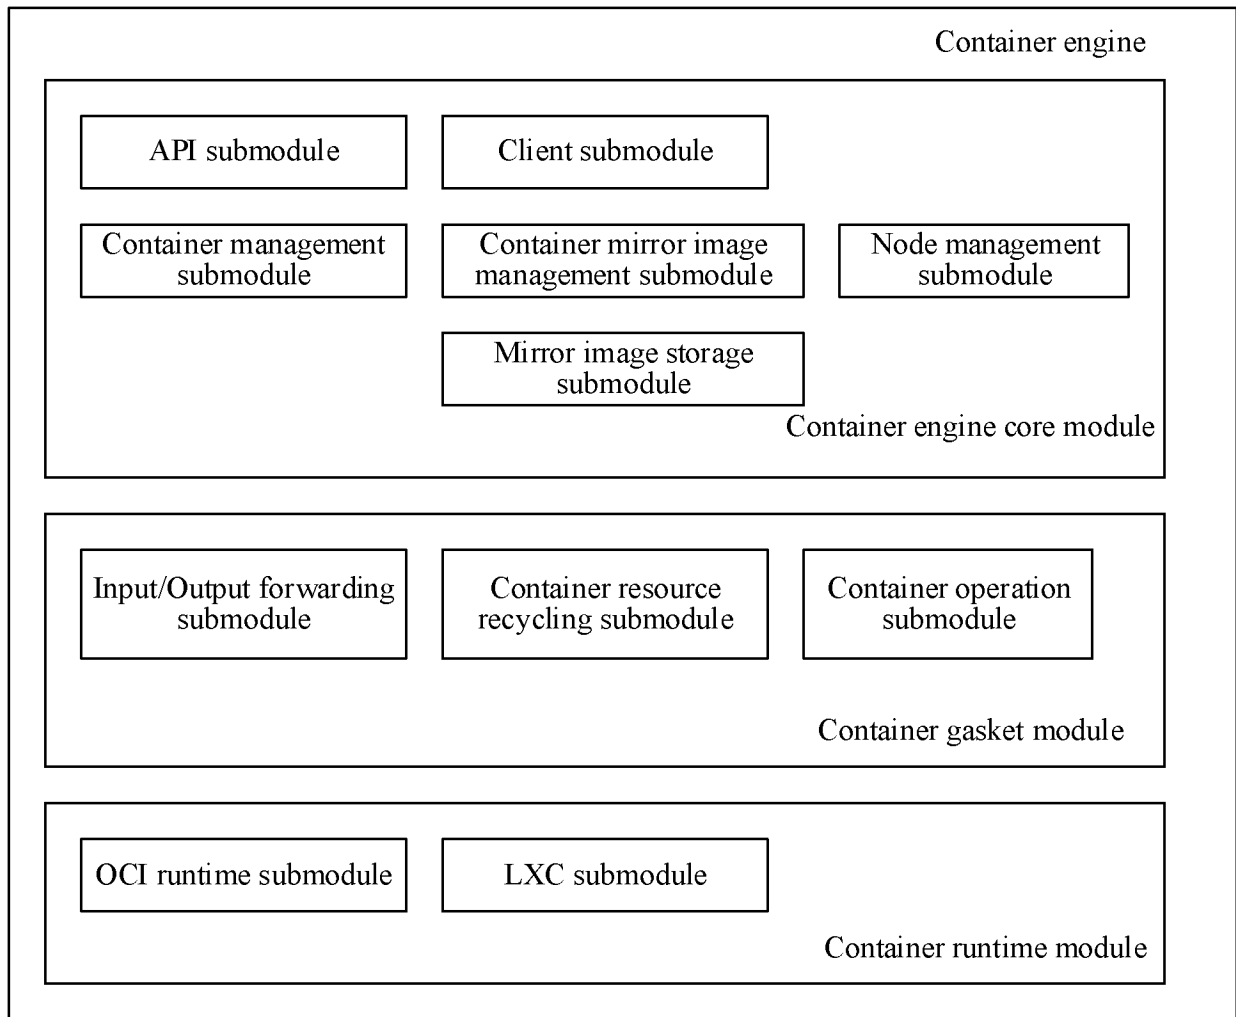 Container engine
API submodule
Client submodule
Container management
submodule
Container mirror image
management submodule
Node management
submodule
Mirror image storage
submodule
Container engine core module
Input/Output forwarding
submodule
Container resource
recycling submodule
Container operation
submodule
Container gasket module
OCI runtime submodule
LXC submodule
Container runtime module